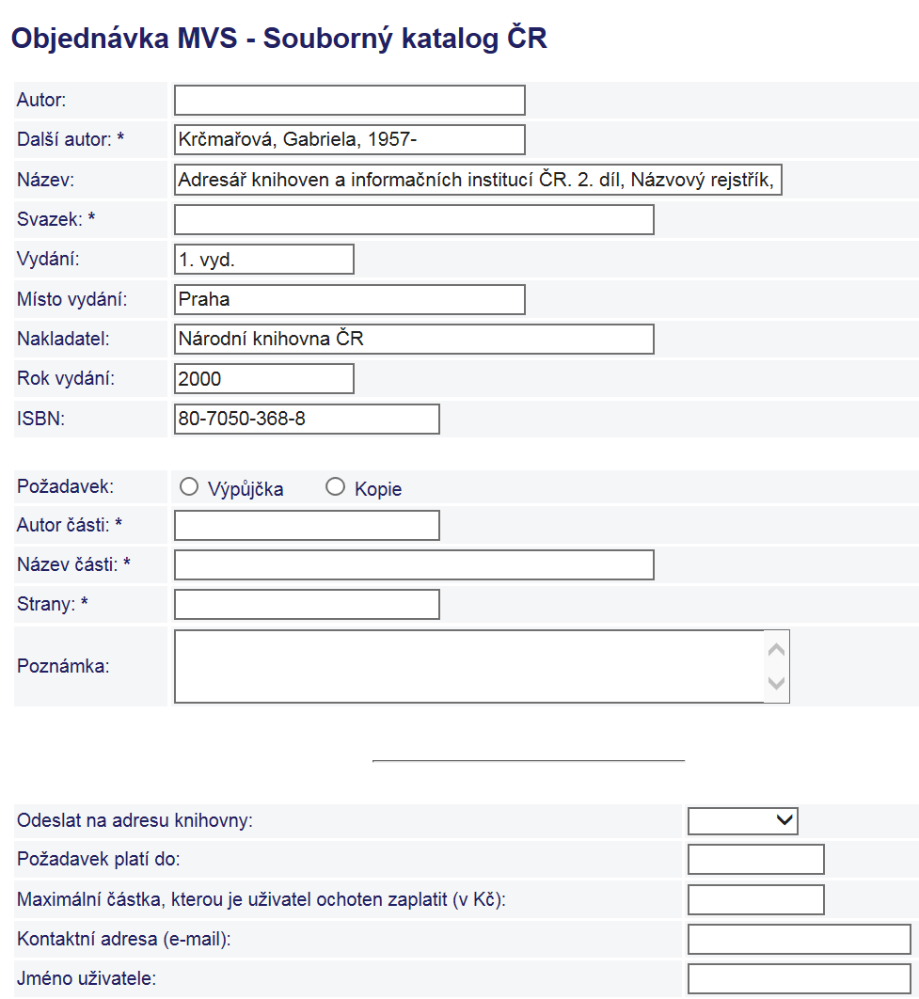 Objednávka MVS - Souborný katalog ČR
Autor:
Další autor: * Krčmařová, Gabriela, 1957-
Název: Adresář knihoven a informačních institucí ČR. 2. díl, Názvový rejstřík,
Svazek: *
Vydání: 1. vyd.
Místo vydání: Praha
Nakladatel: Národní knihovna ČR
Rok vydání: 2000
ISBN: 80-7050-368-8
Požadavek: Výpůjčka Kopie
Autor části: *
Název části: *
Strany: *
Poznámka:
Odeslat na adresu knihovny:
Požadavek platí do:
Maximální částka, kterou je uživatel ochoten zaplatit (v Kč):
Kontaktní adresa (e-mail):
Jméno uživatele: